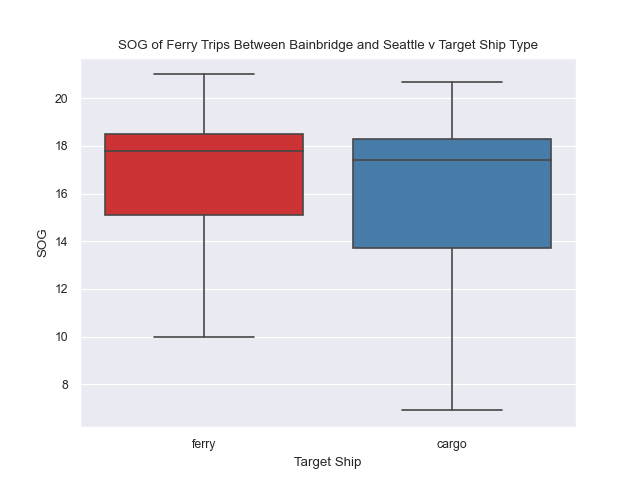 SOG of Ferry Trips Between Bainbridge and Seattle v Target Ship Type
20
18
16
14
12
10
8
SOG
ferry
cargo
Target Ship